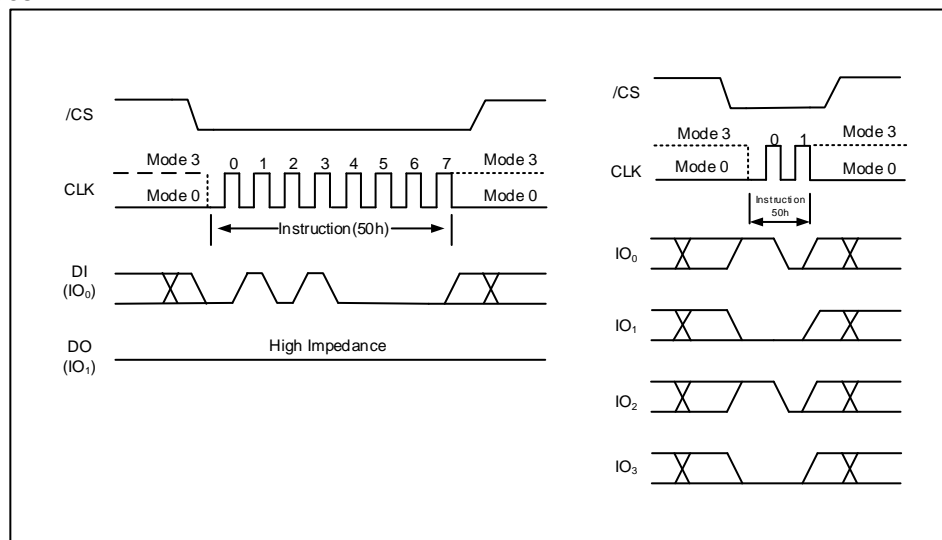 /CS
Mode 3 0 1 2 3 4 5 6 7 Mode 3
CLK
Mode 0 Mode 0
Instruction(50h)
DI
(IO0)
DO
(IO1)
High Impedance
/CS
Mode 3 0 1 Mode 3
CLK
Mode 0 Mode 0
Instruction
50h
IO0
IO1
IO2
IO3